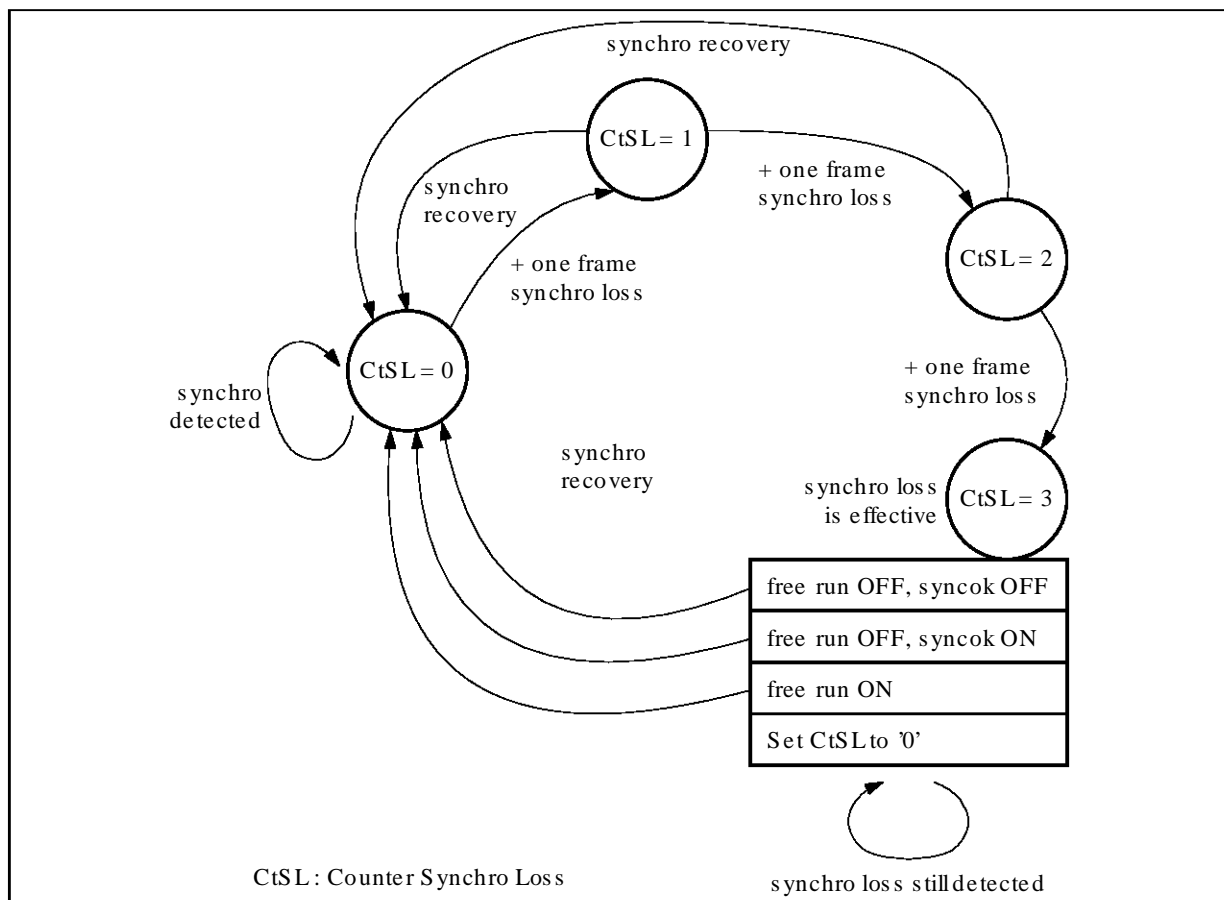 synchro recovery
CtSL = 1
synchro
recovery
+ one frame
synchro loss
+ one frame
synchro loss
CtSL = 2
CtSL = 0
synchro
detected
+ one frame
synchro loss
synchro
recovery
synchro loss
is effective
CtSL = 3
free run OFF, syncok OFF
free run OFF, syncok ON
free run ON
Set CtSL to '0'
CtSL : Counter Synchro Loss
synchro loss still detected